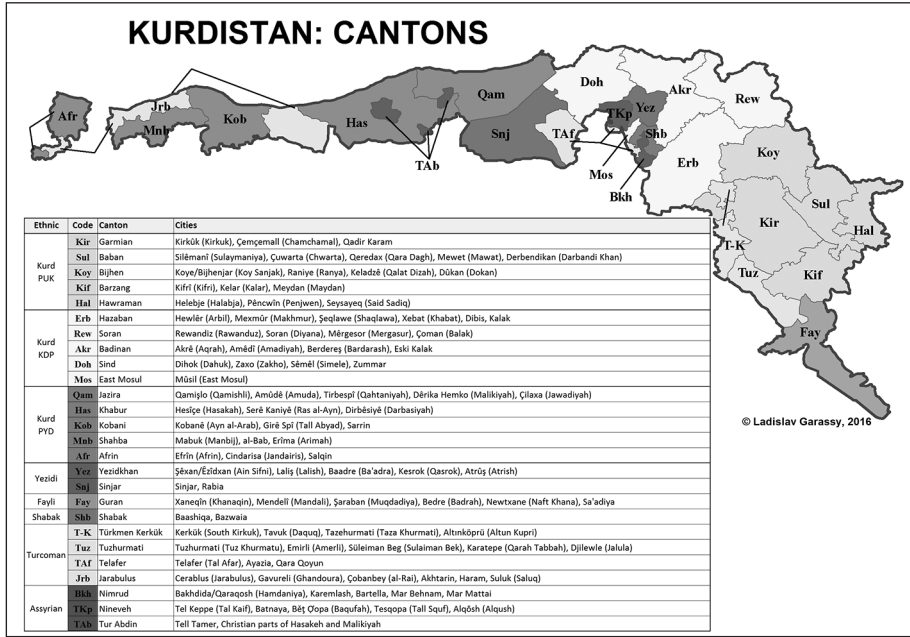 KURDISTAN: CANTONS
Afr
Jrb
Mnb
Kob
Has
TAb
Qam
Snj
TAf
Doh
TKp
Yez
Shb
Mos
Bkh
Akr
Rew
Erb
Koy
Sul
Kir
Hal
T-K
Tuz
Kif
Fay
© Ladislav Garassy, 2016
Ethnic Code Canton Cities
Kurd PUK
Kir Garmian Kirkûk (Kirkuk), Çemçemall (Chamchamal), Qadir Karam
Sul Baban Silêmanî (Sulaymaniya), Çuwarta (Chwarta), Qeredax (Qara Dagh), Mewet (Mawat), Derbendikan (Darbandi Khan)
Koy Bijhen Koye/Bijhenjar (Koy Sanjak), Raniye (Ranya), Keladzê (Qalat Dizah), Dûkan (Dokan)
Kif Barzang Kifrî (Kifri), Kelar (Kalar), Meydan (Maydan)
Hal Hawraman Helebje (Halabja), Pêncwîn (Penjwen), Seysayeq (Said Sadiq)
Kurd KDP
Erb Hazaban Hewlêr (Arbil), Mexmûr (Makhmur), Şeqlawe (Shaqlawa), Xebat (Khabat), Dibis, Kalak
Rew Soran Rewandiz (Rawanduz), Soran (Diyana), Mêrgesor (Mergasur), Çoman (Balak)
Akr Badinan Akrê (Aqrah), Amêdî (Amadiyah), Berdereş (Bardarash), Eski Kalak
Doh Sind Dihok (Dahuk), Zaxo (Zakho), Sêmêl (Simele), Zummar
Mos East Mosul Mûsil (East Mosul)
Kurd PYD
Qam Jazira Qamişlo (Qamishli), Amûdê (Amuda), Tirbespî (Qahtaniyah), Dêrika Hemko (Malikiyah), Çilaxa (Jawadiyah)
Has Khabur Hesîçe (Hasakah), Serê Kaniyê (Ras al-Ayn), Dirbêsiyê (Darbasiyah)
Kob Kobani Kobanê (Ayn al-Arab), Girê Spî (Tall Abyad), Sarrin
Mnb Shahba Mabuk (Manbij), al-Bab, Erîma (Arimah)
Afr Afrin Efrîn (Afrin), Cindarisa (Jandairis), Salqin
Yezidi
Yez Yezidkhan Şêxan/Êzîdxan (Ain Sifni), Laliş (Lalish), Baadre (Ba'adra), Kesrok (Qasrok), Atrûş (Atrish)
Snj Sinjar Sinjar, Rabia
Fayli Fay Guran Xaneqîn (Khanaqin), Mendelî (Mandali), Şaraban (Muqdadiya), Bedre (Badrah), Newtxane (Naft Khana), Sa'adiya
Shabak Shb Shabak Baashiqa, Bazwaia
Turcoman
T-K Türkmen Kerkük Kerkük (South Kirkuk), Tavuk (Daquq), Tazehurmati (Taza Khurmati), Altınköprü (Altun Kupri)
Tuz Tuzhurmati Tuzhurmati (Tuz Khurmatu), Emirli (Amerli), Süleiman Beg (Sulaiman Bek), Karatepe (Qarah Tabbah), Djilewle (Jalula)
TAf Telafer Telafer (Tal Afar), Ayazia, Qara Qoyun
Jrb Jarabulus Cerablus (Jarabulus), Gavureli (Ghandoura), Çobanbey (al-Rai), Akhtarin, Haram, Suluk (Saluq)
Assyrian
Bkh Nimrud Bakhdida/Qaraqosh (Hamdaniya), Karemlash, Bartella, Mar Behnam, Mar Mattai
TKp Nineveh Tel Keppe (Tal Kaif), Batnaya, Ƈopa (Baqufah), Tesqopa (Tall Squf), Alqôsh (Alqush)
TAb Tur Abdin Tell Tamer, Christian parts of Hasakeh and Malikiyah